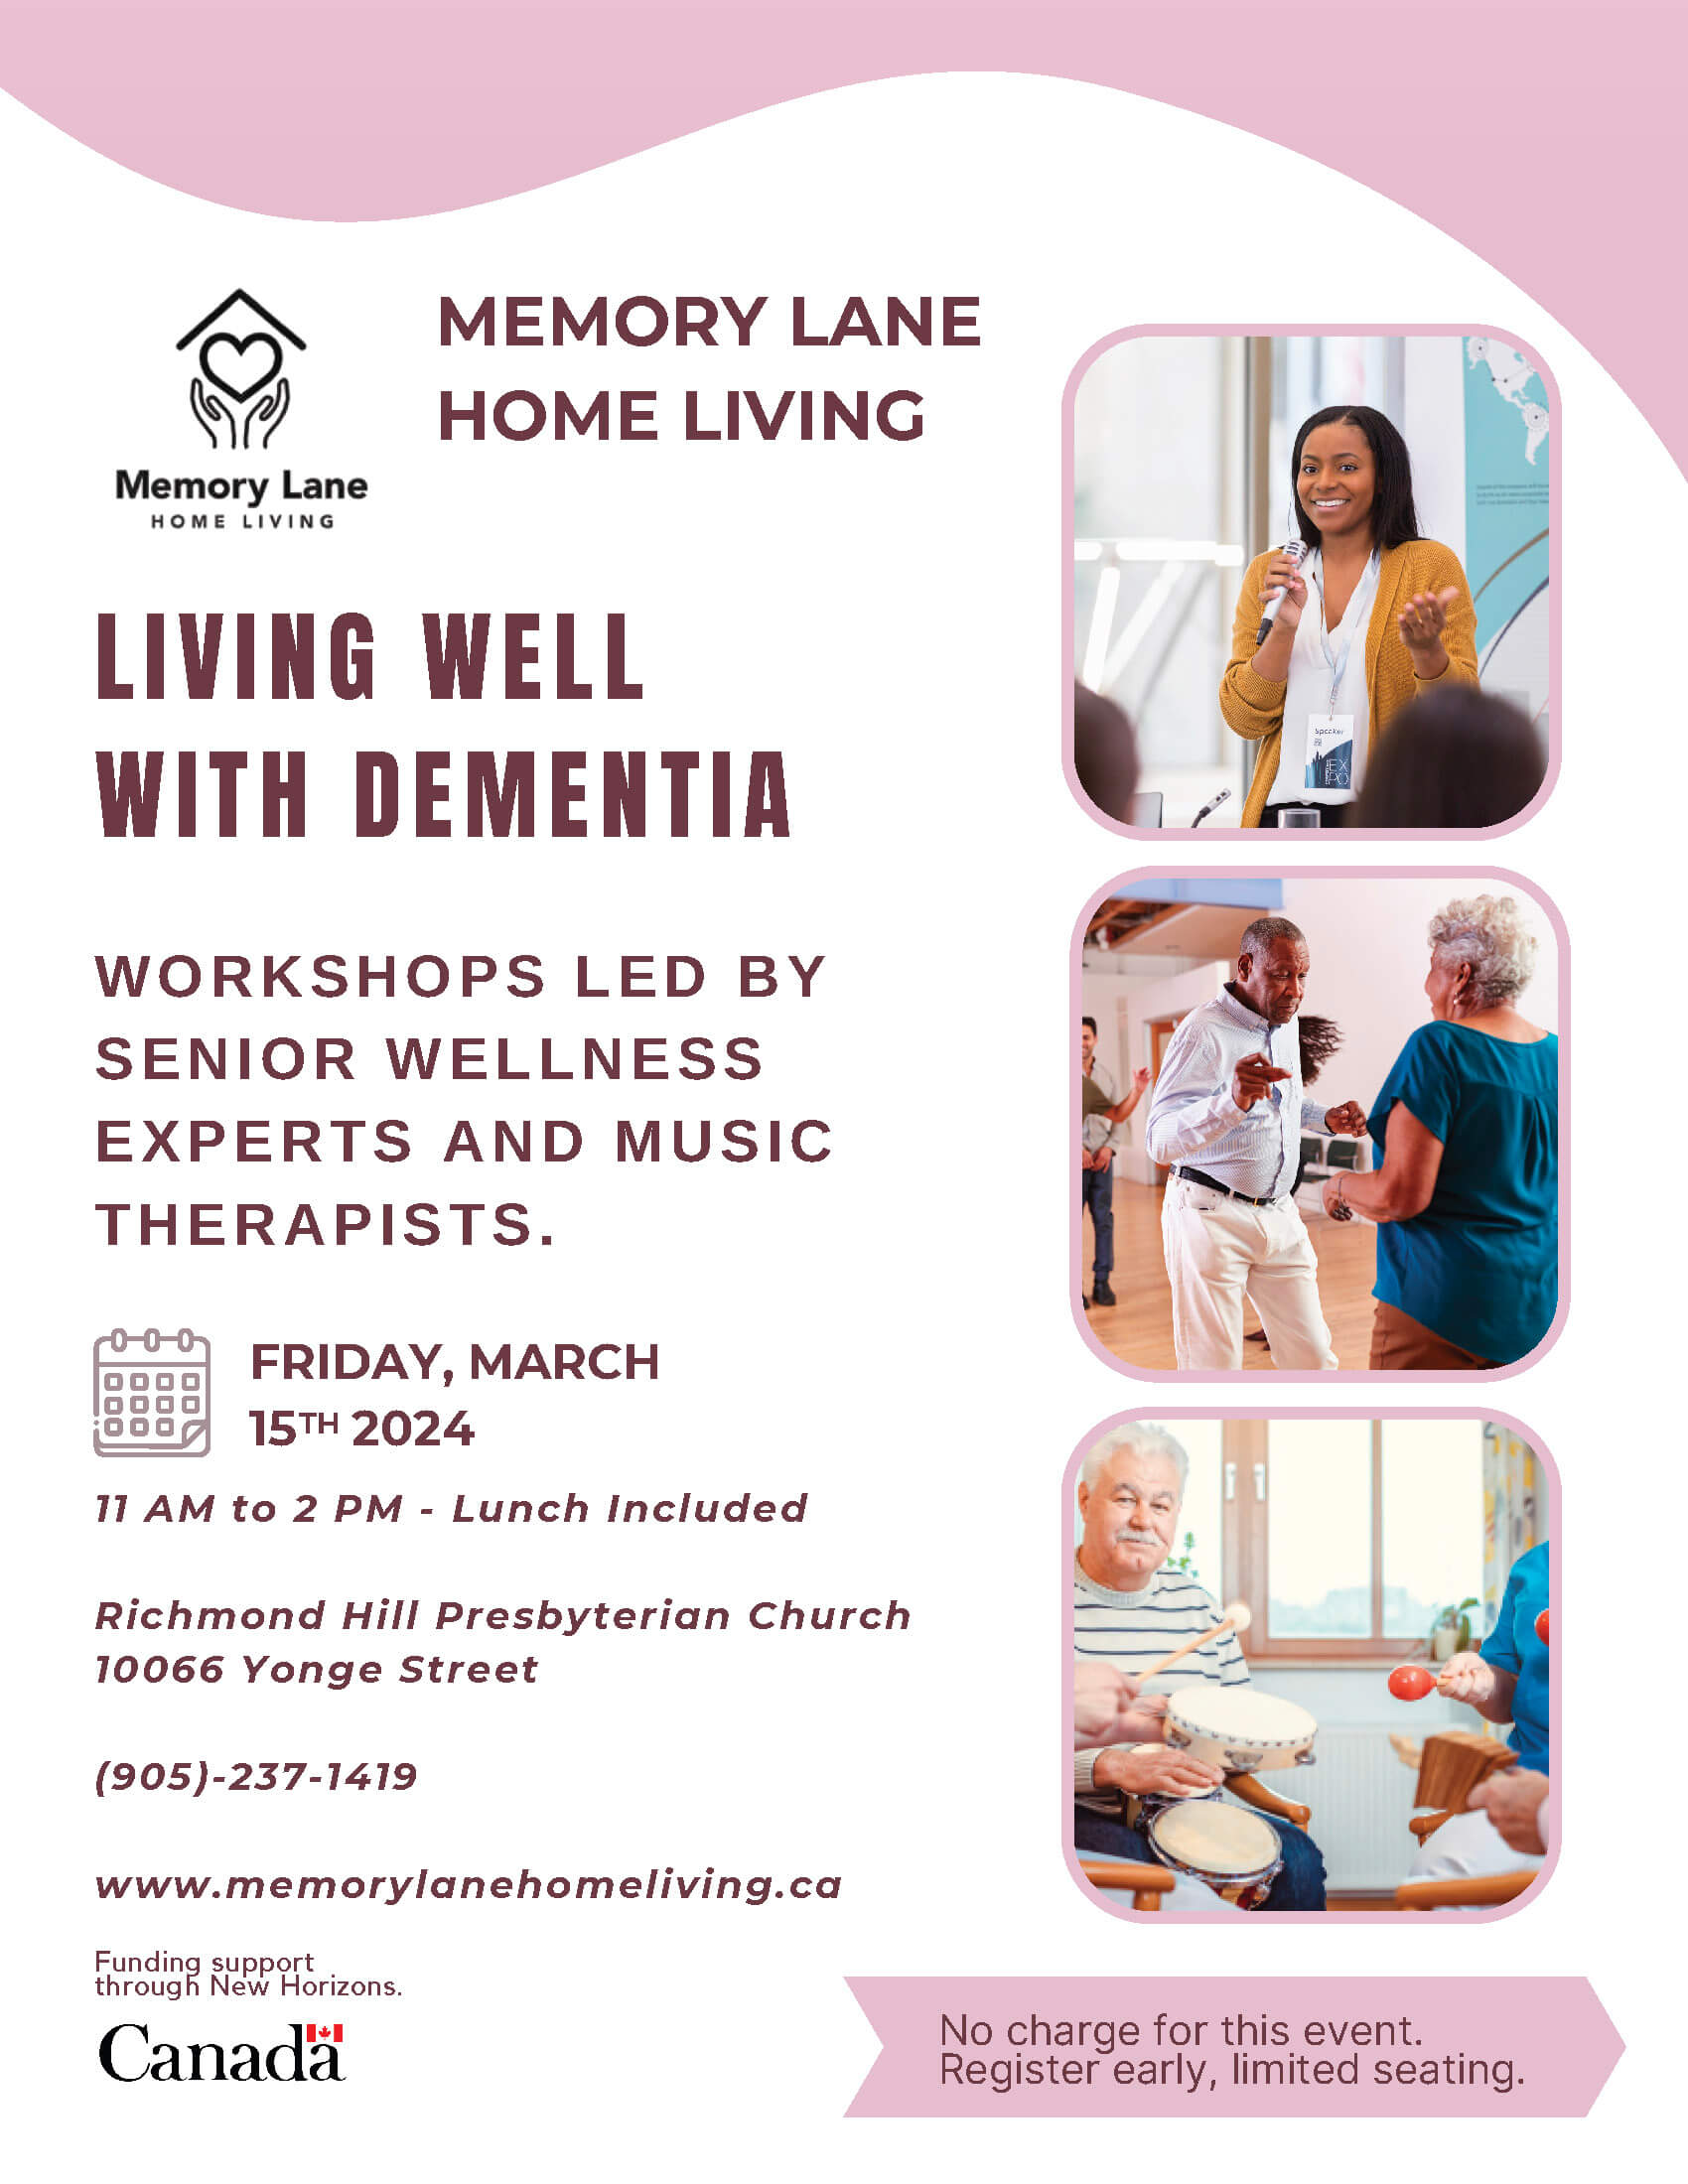 MEMORY LANE
HOME LIVING
Memory Lane
HOME LIVING
LIVING WELL
WITH DEMENTIA
WORKSHOPS LED BY
SENIOR WELLNESS
EXPERTS AND MUSIC
THERAPISTS.
FRIDAY, MARCH
15TH 2024
11 AM to 2 PM - Lunch Included
Richmond Hill Presbyterian Church
10066 Yonge Street
(905)-237-1419
www.memorylanehomeliving.ca
Funding support
through New Horizons.
Canada
No charge for this event.
Register early, limited seating.
Speaker
EX
PO